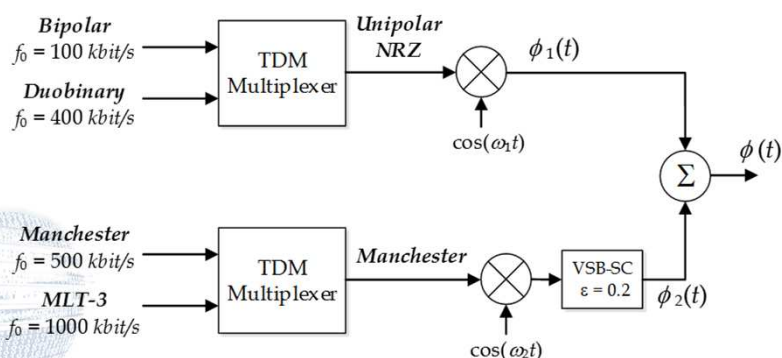 Bipolar
f₀ = 100 kbit/s
Duobinary
f₀ = 400 kbit/s
TDM
Multiplexer
Unipolar
NRZ
cos(ω₁t)
ϕ₁(t)
Σ
ϕ(t)
Manchester
f₀ = 500 kbit/s
MLT-3
f₀ = 1000 kbit/s
TDM
Multiplexer
Manchester
cos(ω₂t)
VSB-SC
ε = 0.2
ϕ₂(t)